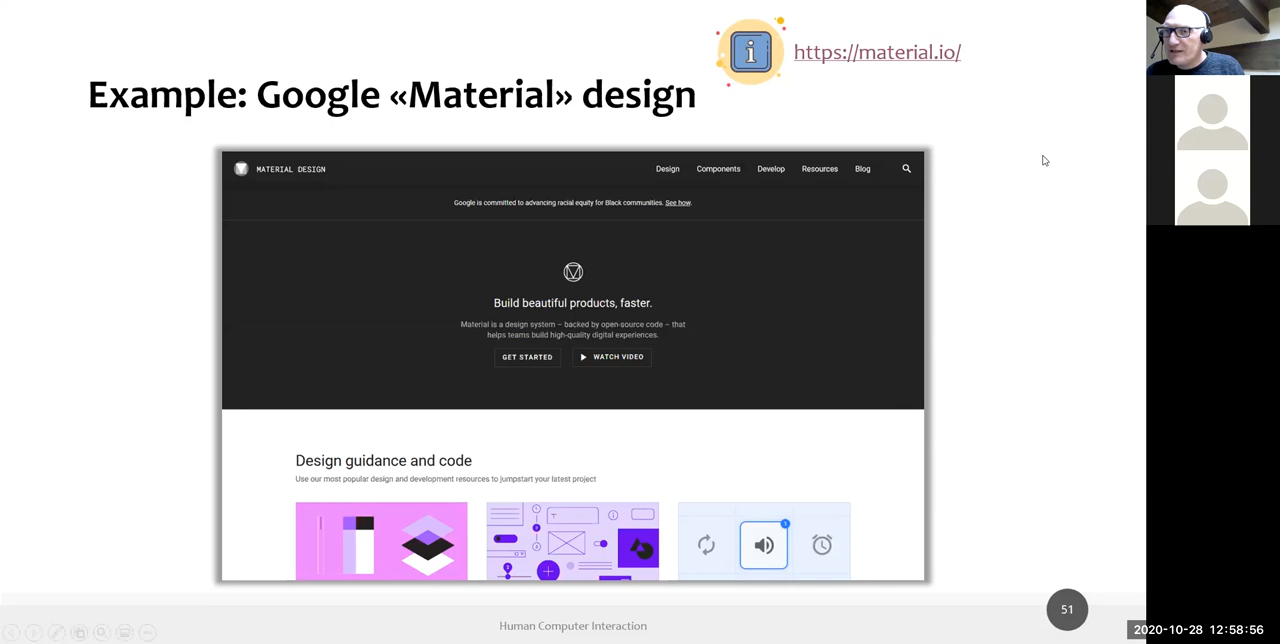 https://material.io/
Example: Google «Material» design
MATERIAL DESIGN
Design Components Develop Resources Blog
Google is committed to advancing racial equity for Black communities. See how.
Build beautiful products, faster.
Material is a design system – backed by open-source code – that
helps teams build high-quality digital experiences.
GET STARTED WATCH VIDEO
Design guidance and code
Use our most popular design and development resources to jumpstart your latest project
51
Human Computer Interaction
2020-10-28 12:58:56